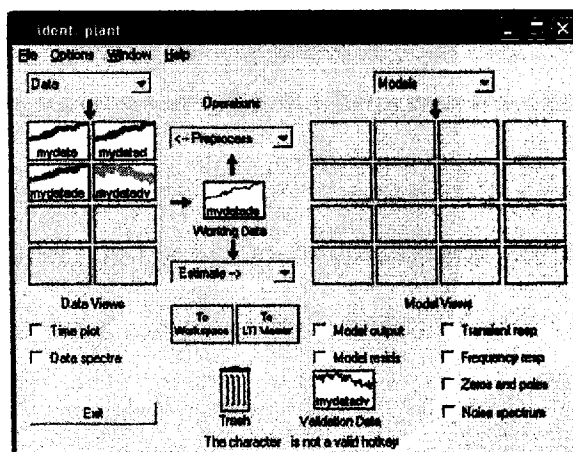 ident: plant
File Options Window Help
Data
Models
Operations
<-- Preprocess
mydata
mydatad
mydatade
mydatadv
mydatade
Working Data
Estimate -->
Data Views
Time plot
Data spectra
To Workspace
To LTI Viewer
Model Views
Model output
Model resids
Transient resp
Frequency resp
Zeros and poles
Noise spectrum
Exit
Trash
mydatadv
Validation Data
The character is not a valid hotkey